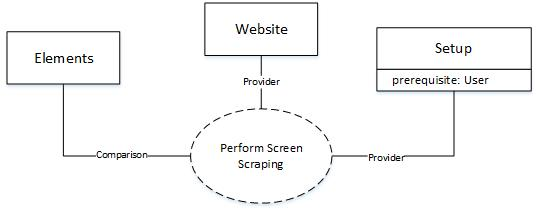 Website
Setup
Elements
prerequisite: User
Provider
Perform Screen
Scraping
Comparison
Provider